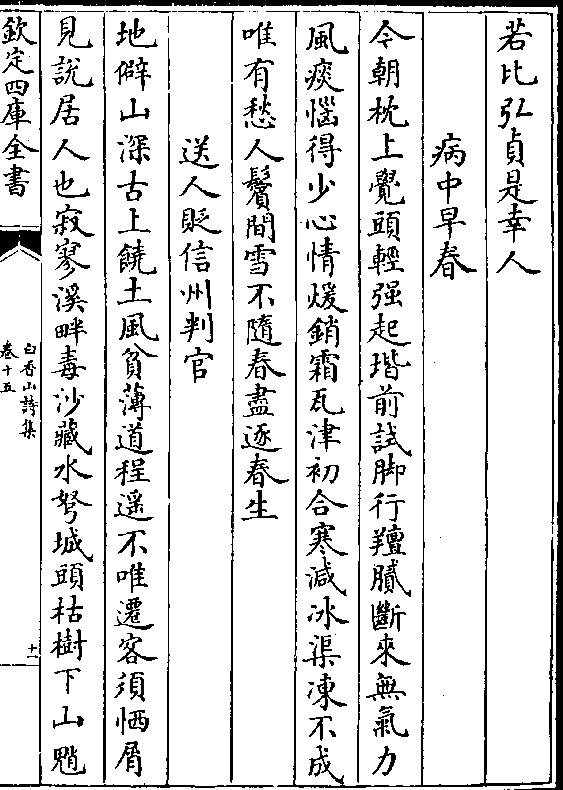 若比弘貞是幸人
病中早春
今朝枕上覺頭輕强起堦前試脚行羶膩斷來無氣力
風痰惱得少心情煖銷霜瓦津初合寒減冰渠凍不成
唯有愁人鬢間雪不隨春盡逐春生
送人貶信州判官
地僻山深古上饒土風貧薄道程遥不唯遷客須恓屑
見說居人也寂寥溪畔毒沙藏水弩城頭枯樹下山魈
欽定四庫全書
白香山詩集
卷十五
十一